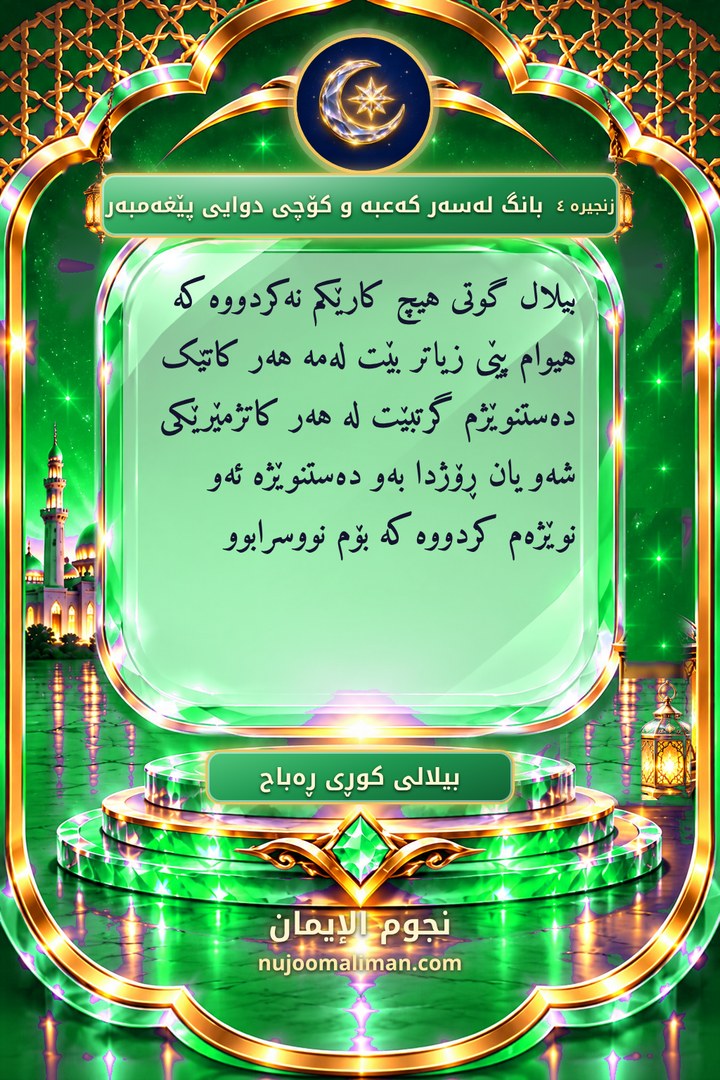 زنجیرە ٤ بانگ لەسەر کەعبە و کۆچی دوایی پێغەمبەر
بیلال گوتی هیچ کارێکم نەکردووە کە
هیوام پێی زیاتر بێت لەمە هەر کاتێک
دەستنوێژم گرتبێت لە هەر کاتژمێرێکی
شەو یان ڕۆژدا بەو دەستنوێژە ئەو
نوێژەم کردووە کە بۆم نووسرابوو
بیلالی کوڕی ڕەباح
نجوم الإيمان
nujoomaliman.com